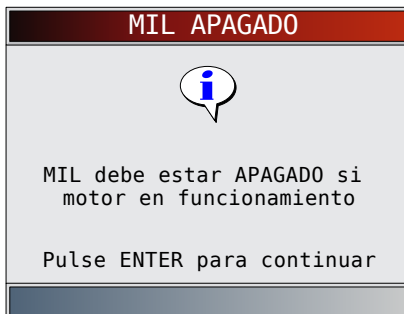 MIL APAGADO
i
MIL debe estar APAGADO si
motor en funcionamiento
Pulse ENTER para continuar